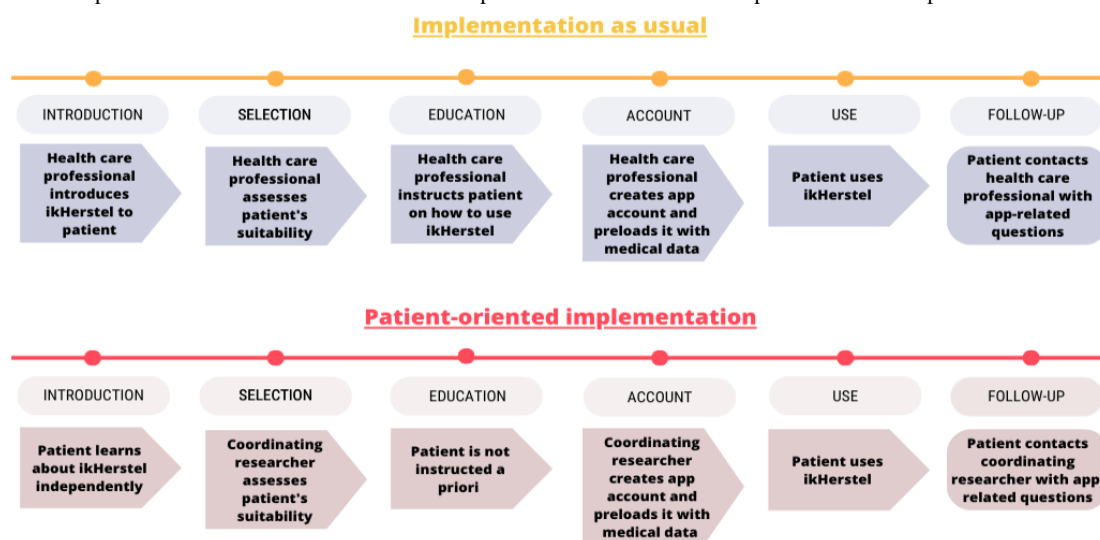 Implementation as usual
INTRODUCTION
SELECTION
EDUCATION
ACCOUNT
USE
FOLLOW-UP
Health care
professional
introduces
ikHerstel to
patient
Health care
professional
assesses
patient's
suitability
Health care
professional
instructs patient
on how to use
ikHerstel
Health care
professional
creates app
account and
preloads it with
medical data
Patient uses
ikHerstel
Patient contacts
health care
professional with
app-related
questions
Patient-oriented implementation
INTRODUCTION
SELECTION
EDUCATION
ACCOUNT
USE
FOLLOW-UP
Patient learns
about ikHerstel
independently
Coordinating
researcher
assesses
patient's
suitability
Patient is not
instructed a
priori
Coordinating
researcher
creates app
account and
preloads it with
medical data
Patient uses
ikHerstel
Patient contacts
coordinating
researcher with app
related questions